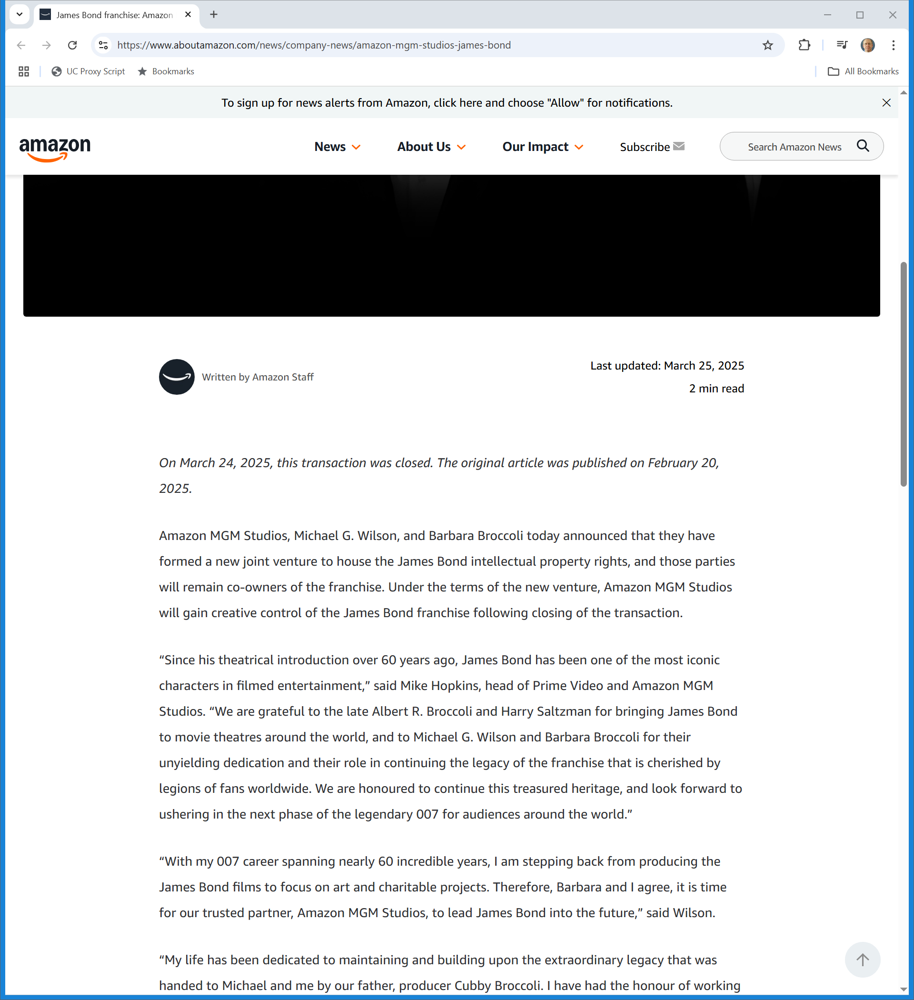 James Bond franchise: Amazon
https://www.aboutamazon.com/news/company-news/amazon-mgm-studios-james-bond
UC Proxy Script
Bookmarks
All Bookmarks
To sign up for news alerts from Amazon, click here and choose "Allow" for notifications.
amazon
News
About Us
Our Impact
Subscribe
Search Amazon News
Written by Amazon Staff
Last updated: March 25, 2025
2 min read
On March 24, 2025, this transaction was closed. The original article was published on February 20,
2025.
Amazon MGM Studios, Michael G. Wilson, and Barbara Broccoli today announced that they have
formed a new joint venture to house the James Bond intellectual property rights, and those parties
will remain co-owners of the franchise. Under the terms of the new venture, Amazon MGM Studios
will gain creative control of the James Bond franchise following closing of the transaction.
“Since his theatrical introduction over 60 years ago, James Bond has been one of the most iconic
characters in filmed entertainment,” said Mike Hopkins, head of Prime Video and Amazon MGM
Studios. “We are grateful to the late Albert R. Broccoli and Harry Saltzman for bringing James Bond
to movie theatres around the world, and to Michael G. Wilson and Barbara Broccoli for their
unyielding dedication and their role in continuing the legacy of the franchise that is cherished by
legions of fans worldwide. We are honoured to continue this treasured heritage, and look forward to
ushering in the next phase of the legendary 007 for audiences around the world.”
“With my 007 career spanning nearly 60 incredible years, I am stepping back from producing the
James Bond films to focus on art and charitable projects. Therefore, Barbara and I agree, it is time
for our trusted partner, Amazon MGM Studios, to lead James Bond into the future,” said Wilson.
“My life has been dedicated to maintaining and building upon the extraordinary legacy that was
handed to Michael and me by our father, producer Cubby Broccoli. I have had the honour of working